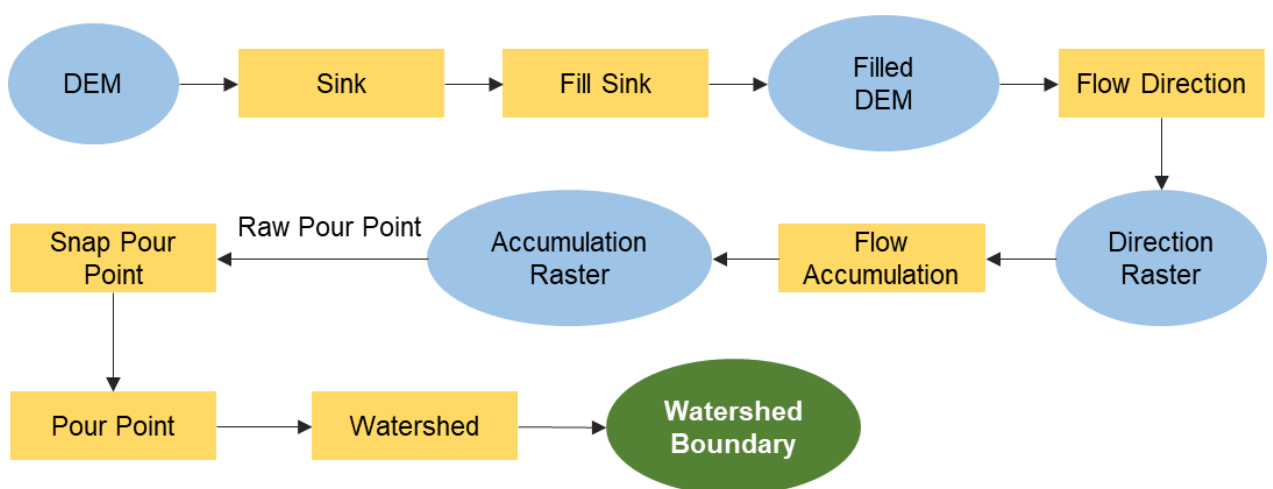 DEM
Sink
Fill Sink
Filled
DEM
Flow Direction
Direction
Raster
Flow
Accumulation
Accumulation
Raster
Raw Pour Point
Snap Pour
Point
Pour Point
Watershed
Watershed
Boundary